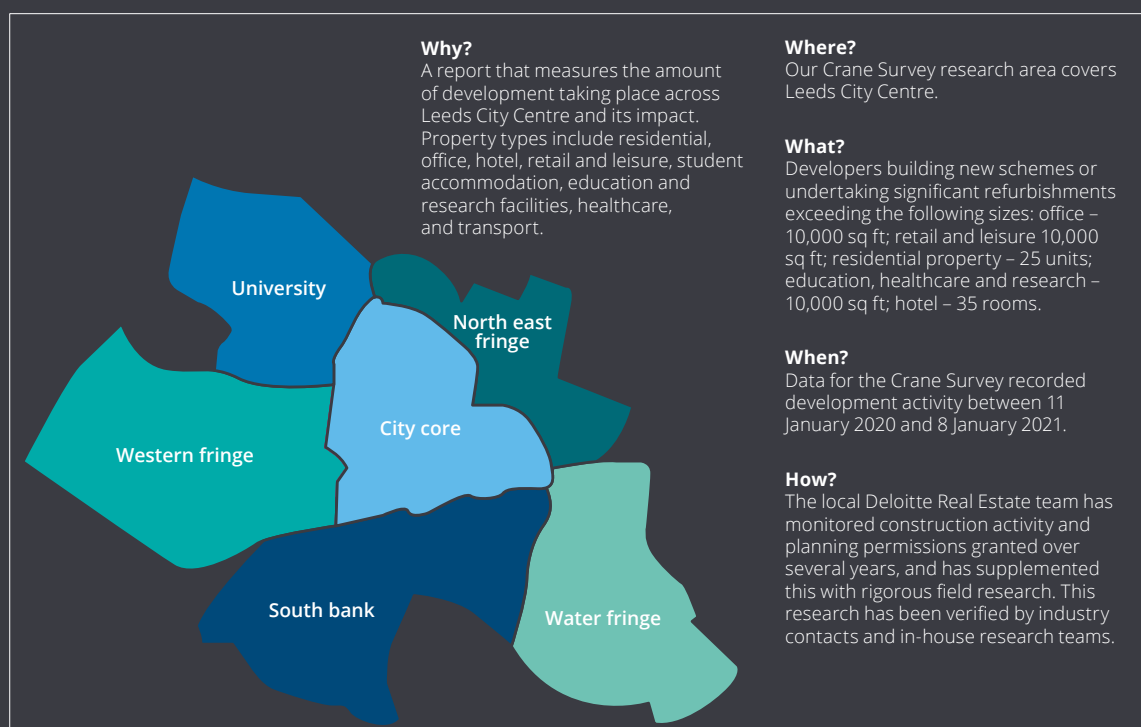 Why?
A report that measures the amount
of development taking place across
Leeds City Centre and its impact.
Property types include residential,
office, hotel, retail and leisure, student
accommodation, education and
research facilities, healthcare,
and transport.
Where?
Our Crane Survey research area covers
Leeds City Centre.
What?
Developers building new schemes or
undertaking significant refurbishments
exceeding the following sizes: office –
10,000 sq ft; retail and leisure 10,000
sq ft; residential property – 25 units;
education, healthcare and research –
10,000 sq ft; hotel – 35 rooms.
When?
Data for the Crane Survey recorded
development activity between 11
January 2020 and 8 January 2021.
How?
The local Deloitte Real Estate team has
monitored construction activity and
planning permissions granted over
several years, and has supplemented
this with rigorous field research. This
research has been verified by industry
contacts and in-house research teams.
University
North east
fringe
City core
Western fringe
South bank
Water fringe